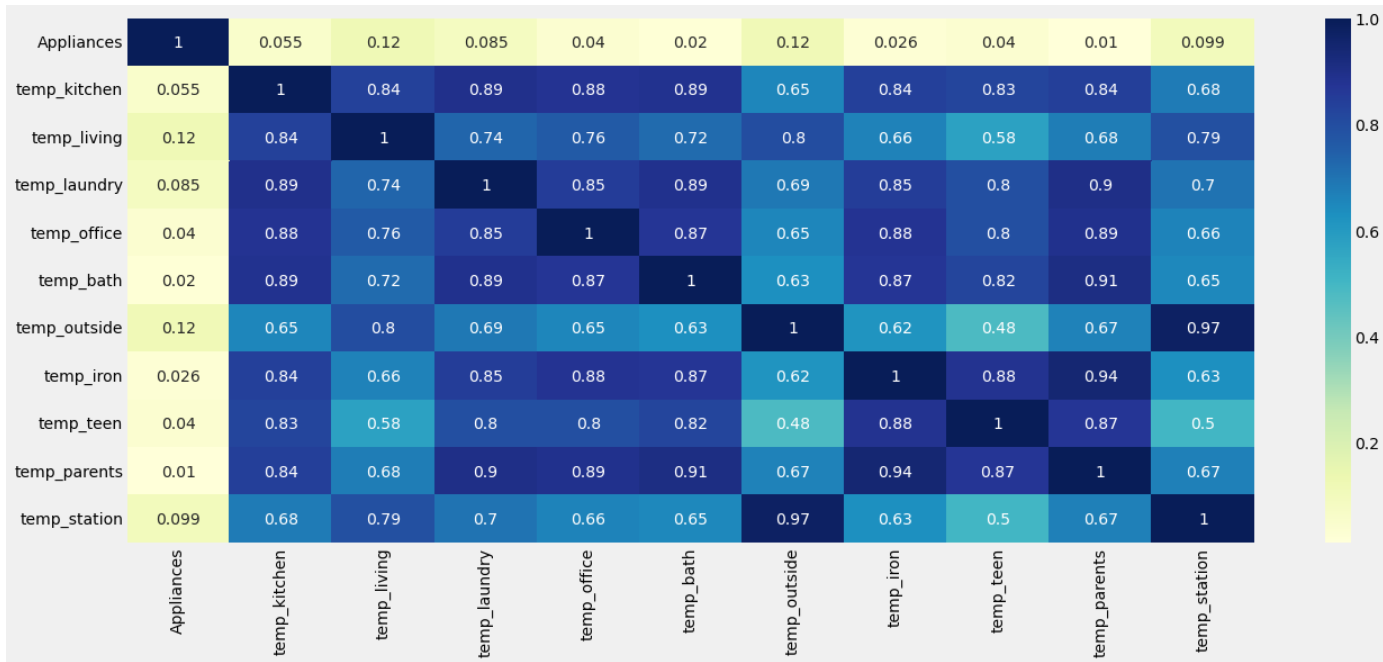 Appliances 1 0.055 0.12 0.085 0.04 0.02 0.12 0.026 0.04 0.01 0.099
temp_kitchen 0.055 1 0.84 0.89 0.88 0.89 0.65 0.84 0.83 0.84 0.68
temp_living 0.12 0.84 1 0.74 0.76 0.72 0.8 0.66 0.58 0.68 0.79
temp_laundry 0.085 0.89 0.74 1 0.85 0.89 0.69 0.85 0.8 0.9 0.7
temp_office 0.04 0.88 0.76 0.85 1 0.87 0.65 0.88 0.8 0.89 0.66
temp_bath 0.02 0.89 0.72 0.89 0.87 1 0.63 0.87 0.82 0.91 0.65
temp_outside 0.12 0.65 0.8 0.69 0.65 0.63 1 0.62 0.48 0.67 0.97
temp_iron 0.026 0.84 0.66 0.85 0.88 0.87 0.62 1 0.88 0.94 0.63
temp_teen 0.04 0.83 0.58 0.8 0.8 0.82 0.48 0.88 1 0.87 0.5
temp_parents 0.01 0.84 0.68 0.9 0.89 0.91 0.67 0.94 0.87 1 0.67
temp_station 0.099 0.68 0.79 0.7 0.66 0.65 0.97 0.63 0.5 0.67 1
Appliances temp_kitchen temp_living temp_laundry temp_office temp_bath temp_outside temp_iron temp_teen temp_parents temp_station
1.0
0.8
0.6
0.4
0.2